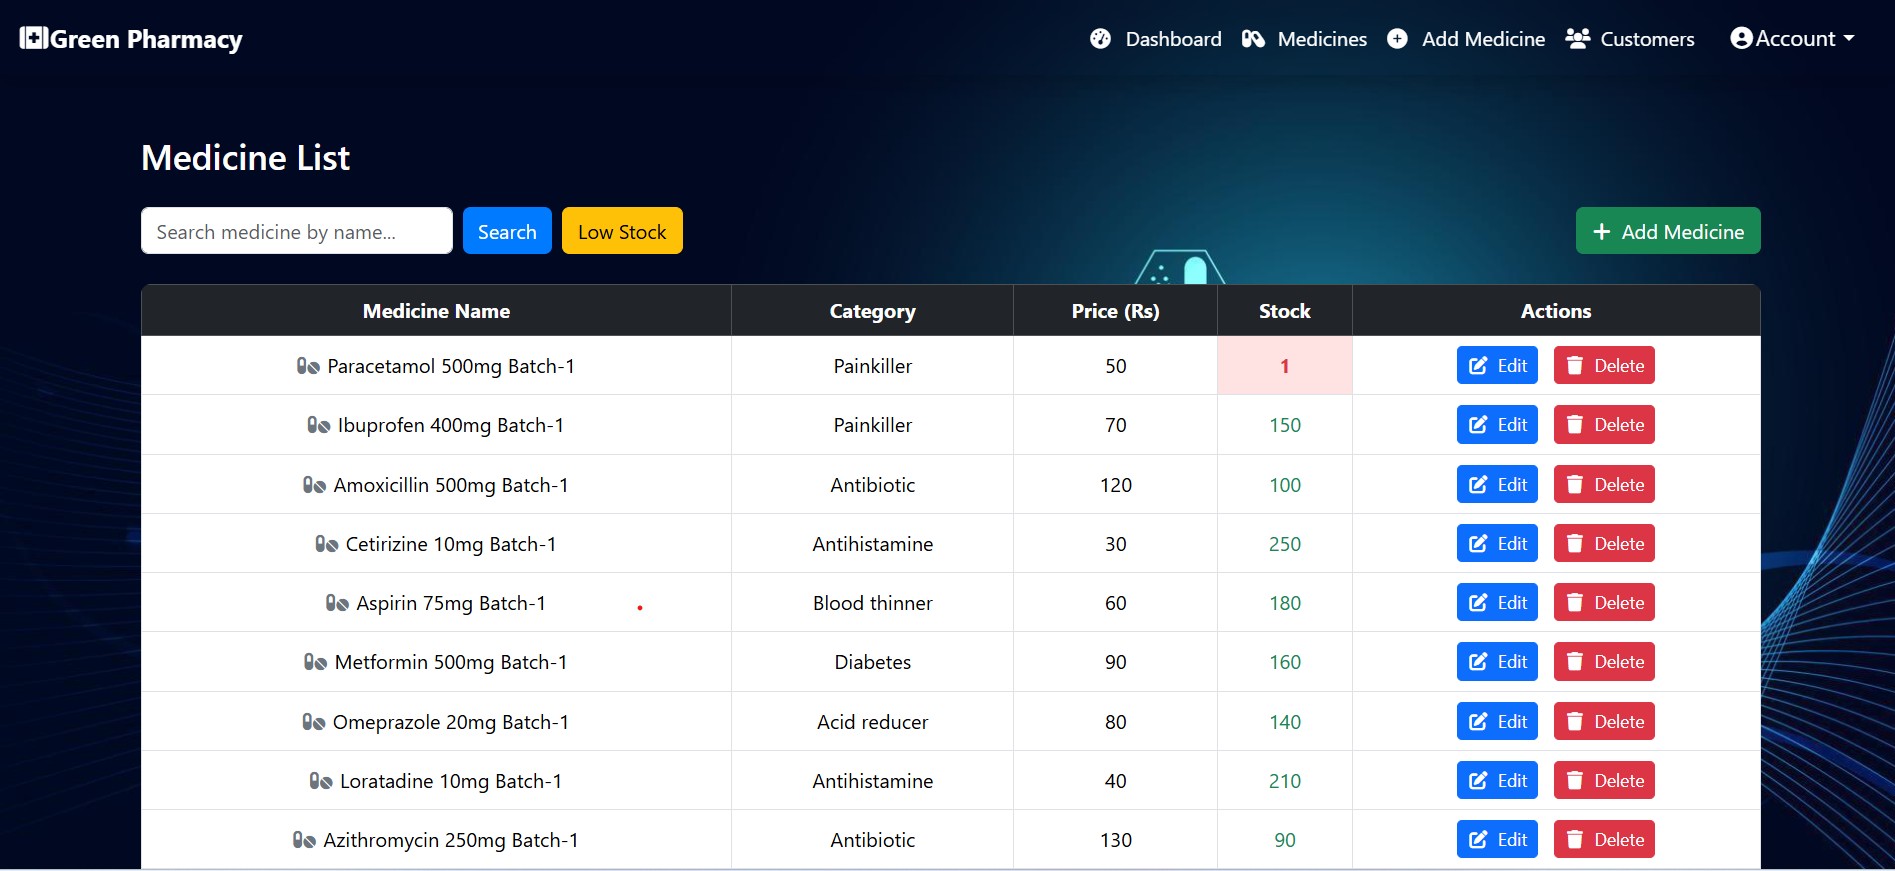 Green Pharmacy Dashboard Medicines Add Medicine Customers Account
Medicine List
Search medicine by name... Search Low Stock Add Medicine
Medicine Name Category Price (Rs) Stock Actions
Paracetamol 500mg Batch-1 Painkiller 50 1 Edit Delete
Ibuprofen 400mg Batch-1 Painkiller 70 150 Edit Delete
Amoxicillin 500mg Batch-1 Antibiotic 120 100 Edit Delete
Cetirizine 10mg Batch-1 Antihistamine 30 250 Edit Delete
Aspirin 75mg Batch-1 Blood thinner 60 180 Edit Delete
Metformin 500mg Batch-1 Diabetes 90 160 Edit Delete
Omeprazole 20mg Batch-1 Acid reducer 80 140 Edit Delete
Loratadine 10mg Batch-1 Antihistamine 40 210 Edit Delete
Azithromycin 250mg Batch-1 Antibiotic 130 90 Edit Delete